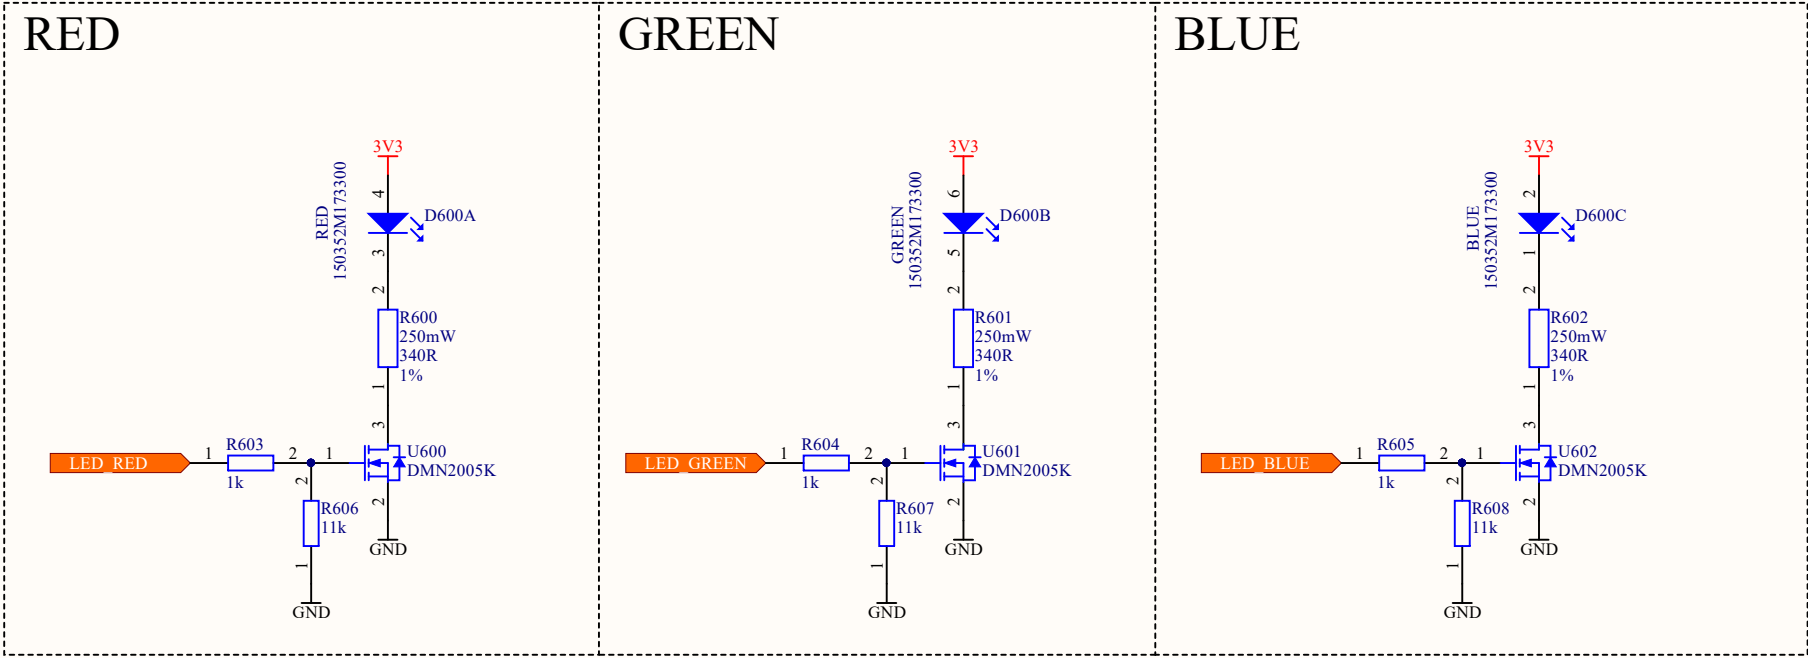 RED
3V3
4
RED
150352M173300
D600A
3
2
R600
250mW
340R
1%
1
3
LED_RED
1
R603
2
1k
1
U600
DMN2005K
2
R606
11k
2
GND
1
GND
GREEN
3V3
6
GREEN
150352M173300
D600B
5
2
R601
250mW
340R
1%
1
3
LED_GREEN
1
R604
2
1k
1
U601
DMN2005K
2
R607
11k
2
GND
1
GND
BLUE
3V3
2
BLUE
150352M173300
D600C
1
2
R602
250mW
340R
1%
1
3
LED_BLUE
1
R605
2
1k
1
U602
DMN2005K
2
R608
11k
2
GND
1
GND